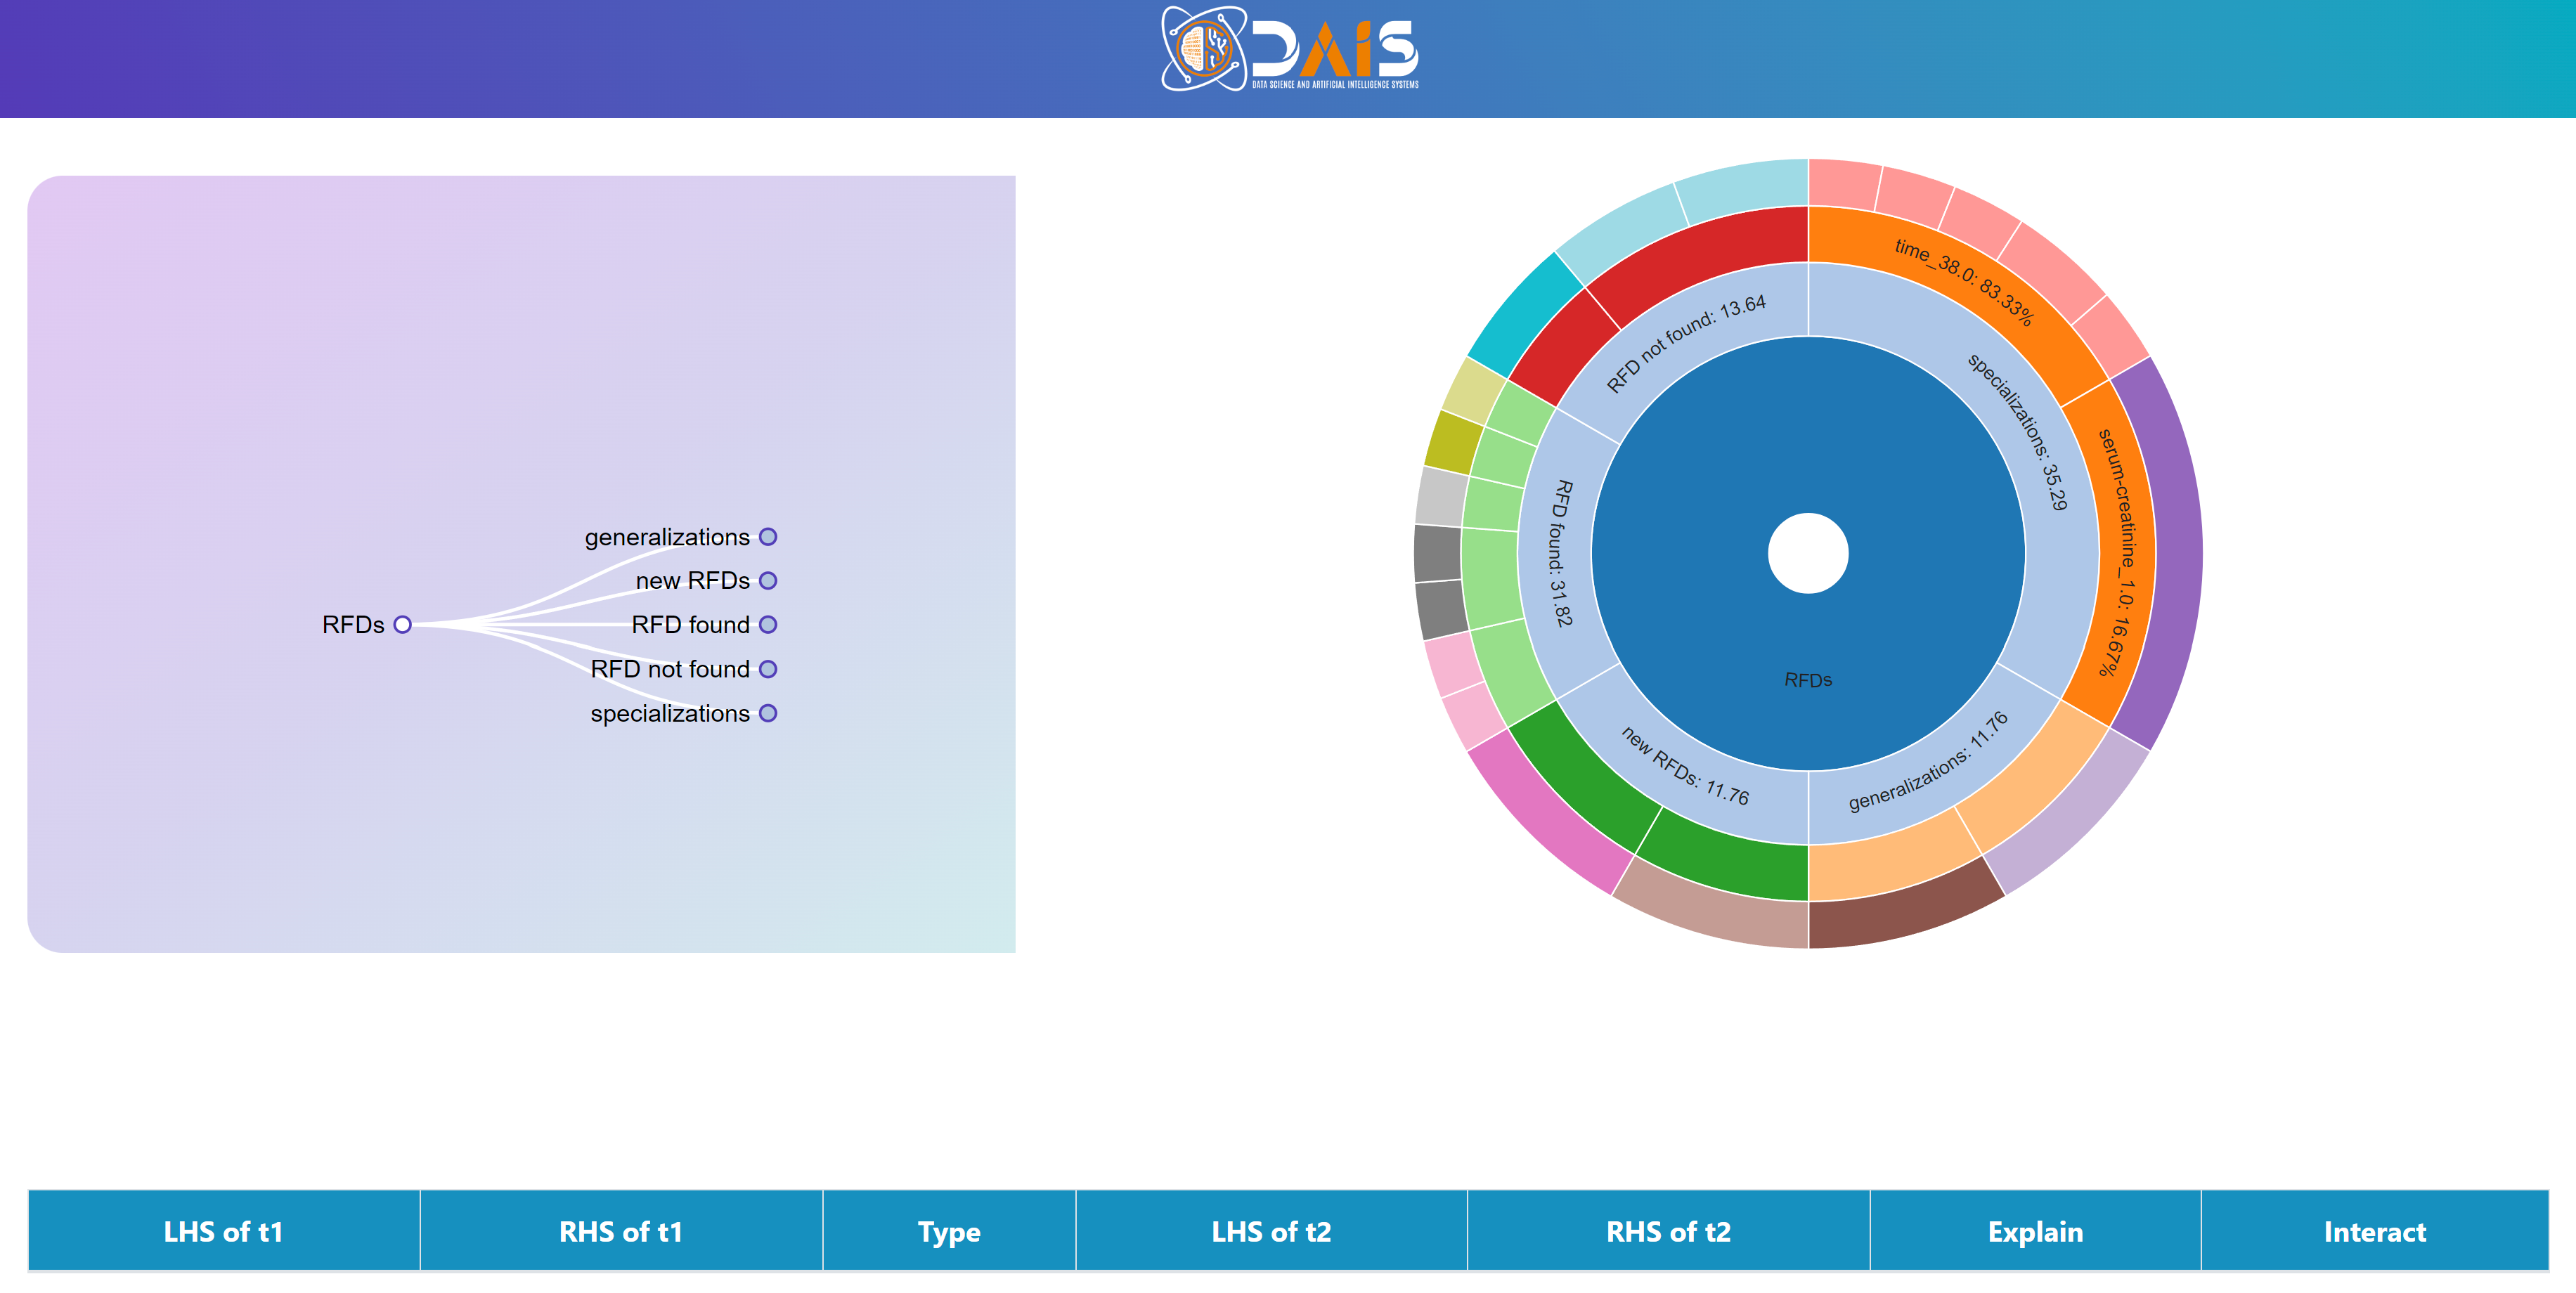 DAIS
DATA SCIENCE AND ARTIFICIAL INTELLIGENCE SYSTEMS
generalizations
new RFDs
RFDs
RFD found
RFD not found
specializations
time_38.0: 83.33%
RFD not found: 13.64
specializations: 35.29
serum-creatinine_1.0: 16.67%
RFD found: 31.82
RFDs
new RFDs: 11.76
generalizations: 11.76
LHS of t1
RHS of t1
Type
LHS of t2
RHS of t2
Explain
Interact